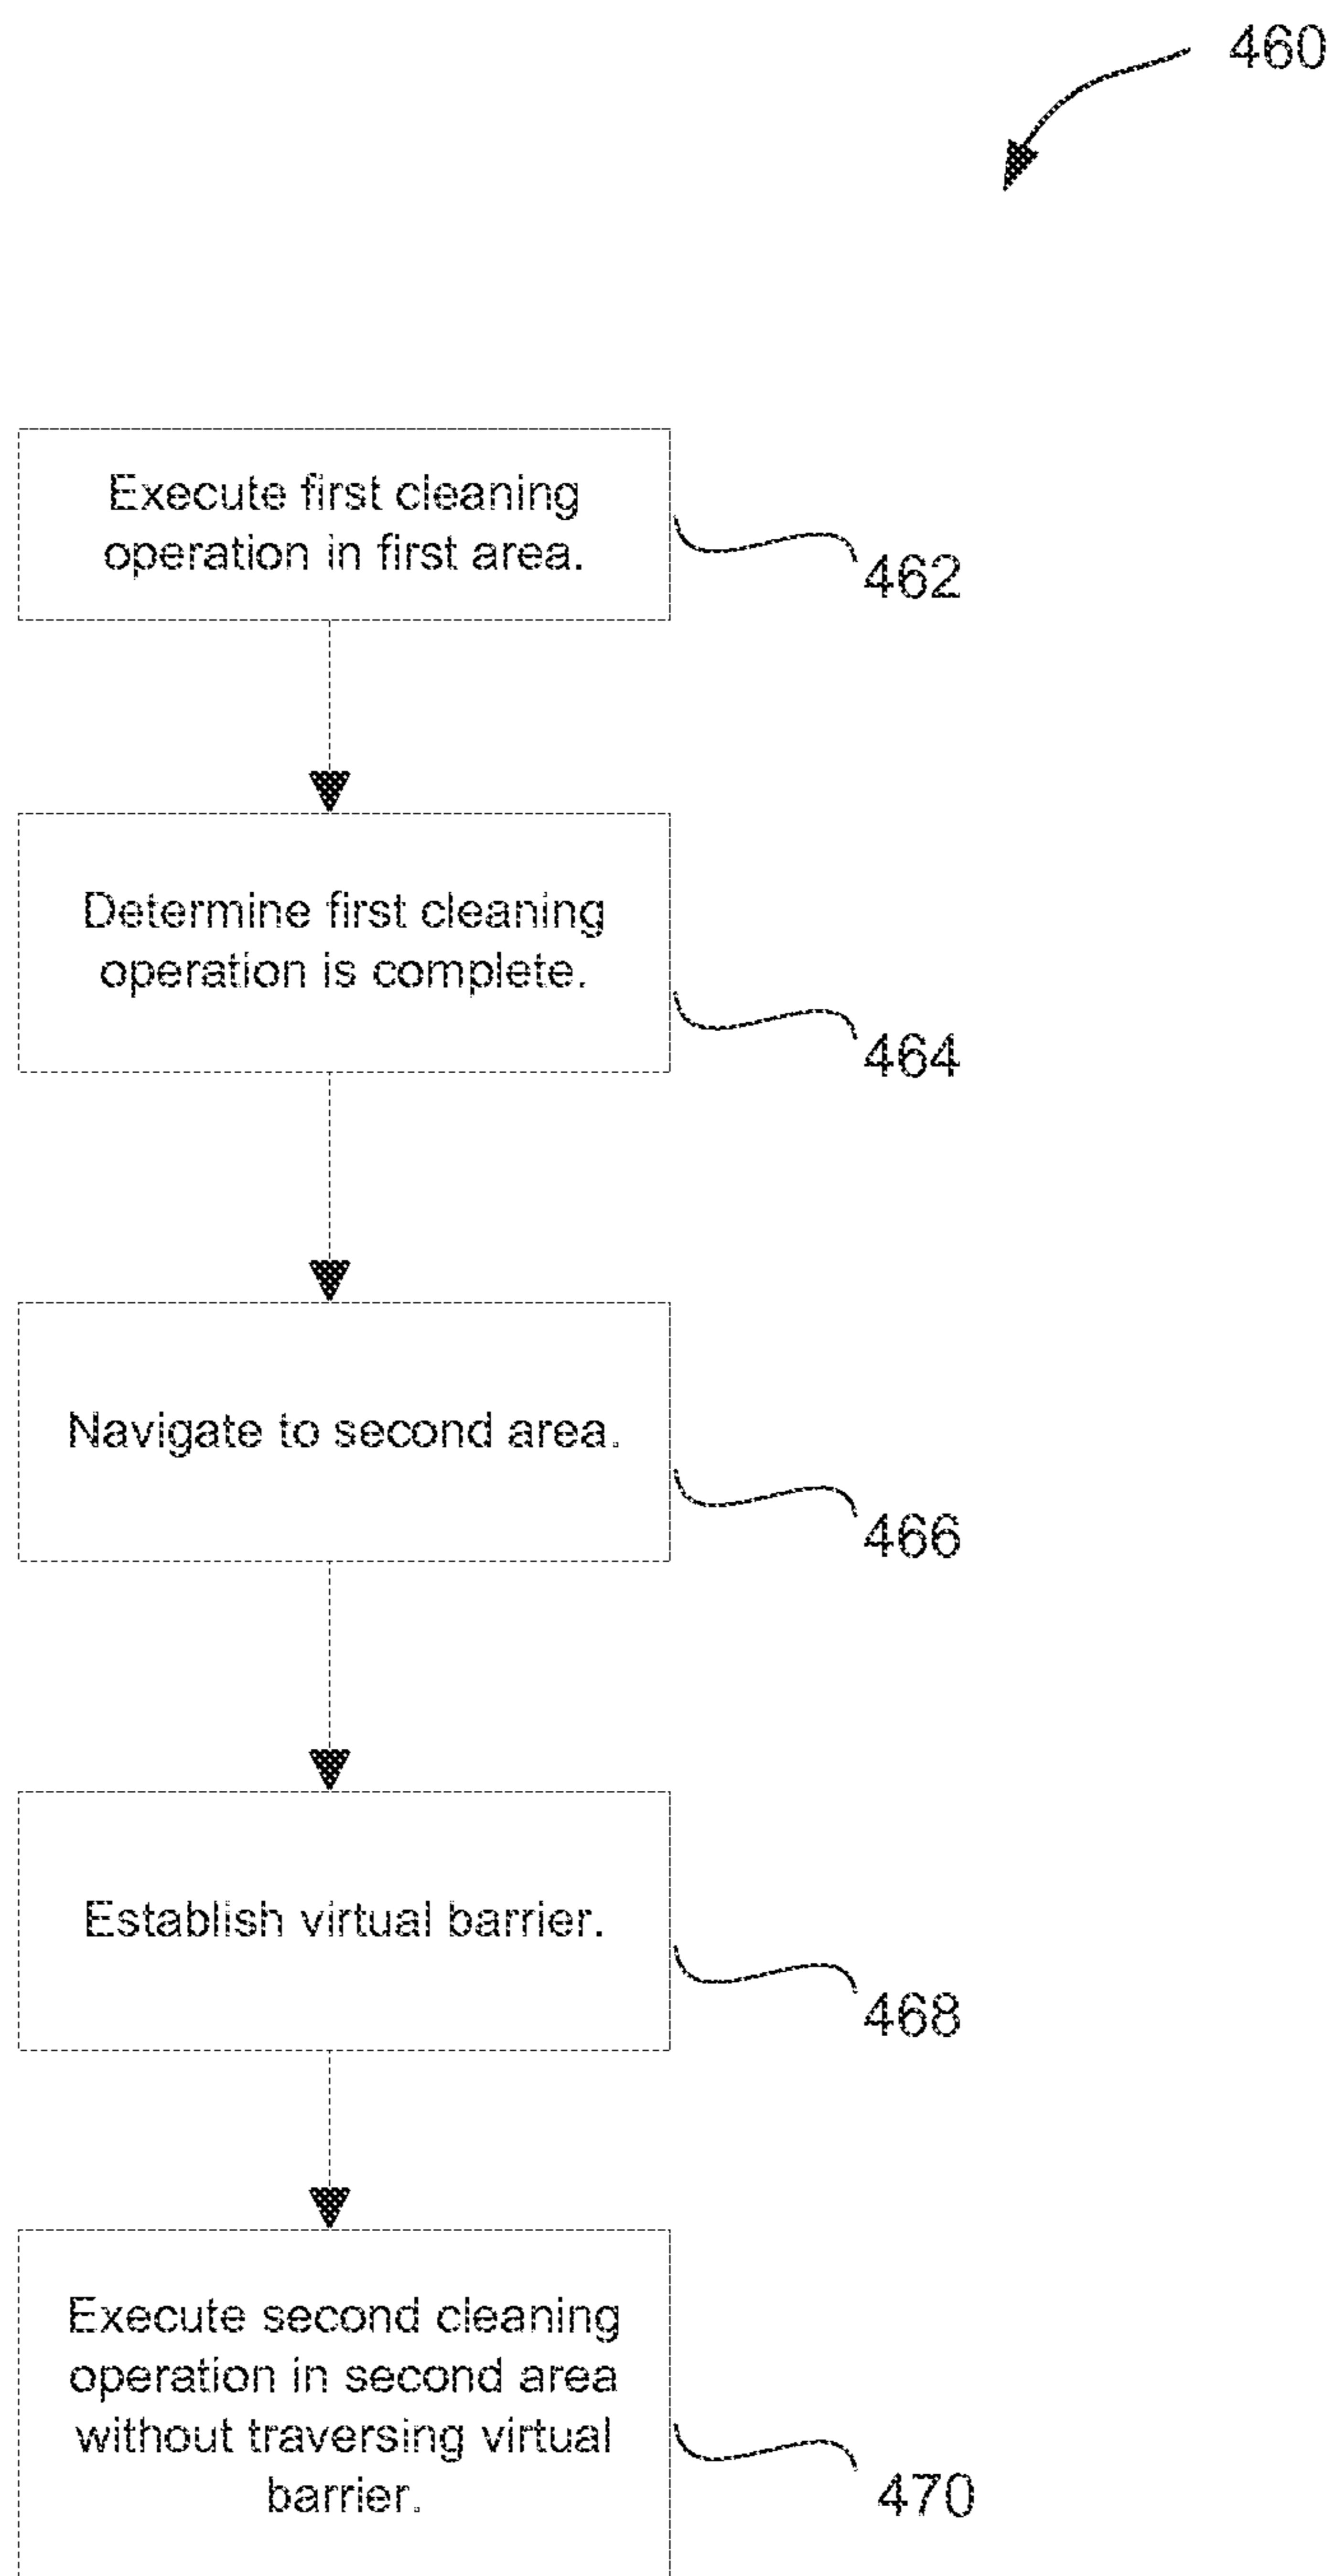 460
Execute first cleaning
operation in first area.
462
Determine first cleaning
operation is complete.
464
Navigate to second area.
466
Establish virtual barrier.
468
Execute second cleaning
operation in second area
without traversing virtual
barrier.
470